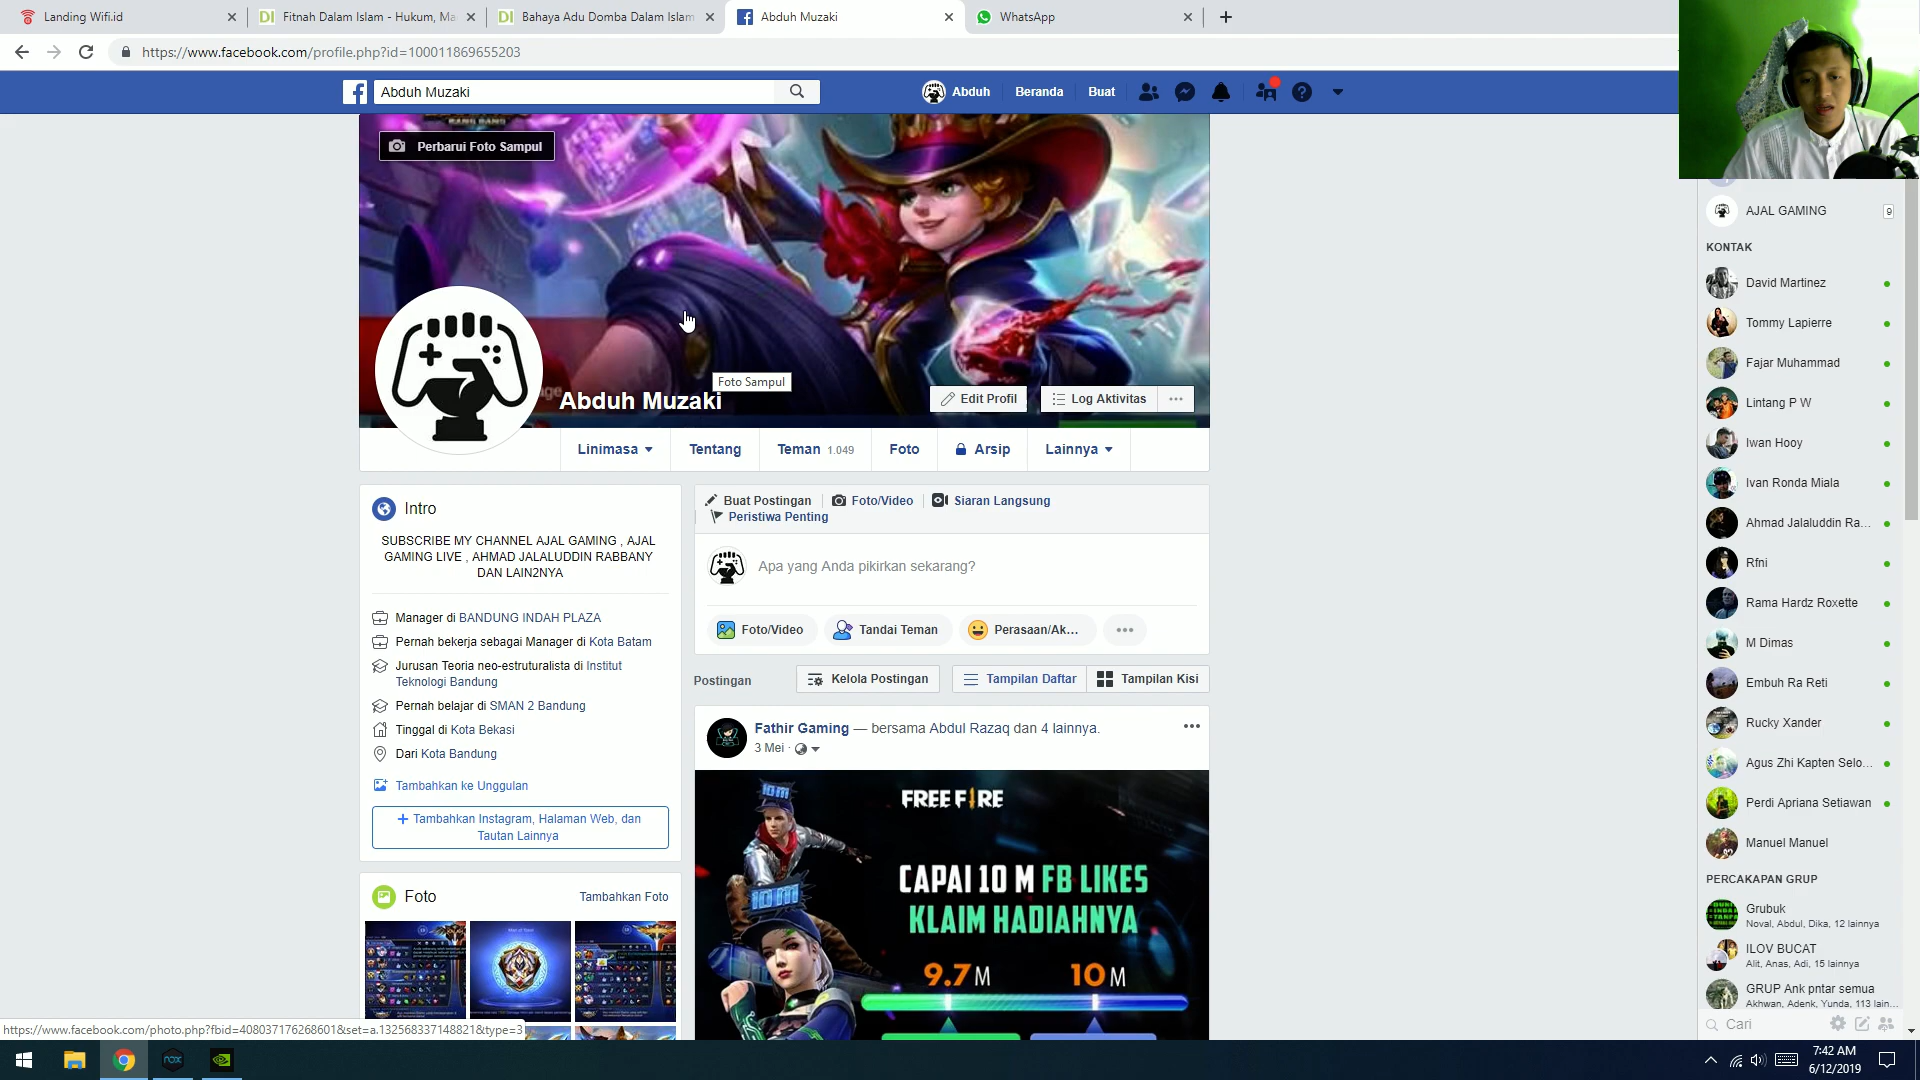 Landing Wifi.id
Fitnah Dalam Islam - Hukum, Ma
Bahaya Adu Domba Dalam Islam
Abduh Muzaki
WhatsApp
https://www.facebook.com/profile.php?id=100011869655203
Abduh Muzaki
Abduh
Beranda
Buat
Perbarui Foto Sampul
Foto Sampul
Abduh Muzaki
Edit Profil
Log Aktivitas
Linimasa
Tentang
Teman 1.049
Foto
Arsip
Lainnya
Intro
SUBSCRIBE MY CHANNEL AJAL GAMING , AJAL
GAMING LIVE , AHMAD JALALUDDIN RABBANY
DAN LAIN2NYA
Manager di BANDUNG INDAH PLAZA
Pernah bekerja sebagai Manager di Kota Batam
Jurusan Teoria neo-estruturalista di Institut
Teknologi Bandung
Pernah belajar di SMAN 2 Bandung
Tinggal di Kota Bekasi
Dari Kota Bandung
Tambahkan ke Unggulan
+ Tambahkan Instagram, Halaman Web, dan
Tautan Lainnya
Foto
Tambahkan Foto
Buat Postingan
Foto/Video
Siaran Langsung
Peristiwa Penting
Apa yang Anda pikirkan sekarang?
Foto/Video
Tandai Teman
Perasaan/Ak...
Postingan
Kelola Postingan
Tampilan Daftar
Tampilan Kisi
Fathir Gaming — bersama Abdul Razaq dan 4 lainnya.
3 Mei ·
FREE FIRE
CAPAI 10 M FB LIKES
KLAIM HADIAHNYA
9.7 M
10 M
10M
10M
AJAL GAMING
9
KONTAK
David Martinez
Tommy Lapierre
Fajar Muhammad
Lintang P W
Iwan Hooy
Ivan Ronda Miala
Ahmad Jalaluddin Ra...
Rfni
Rama Hardz Roxette
M Dimas
Embuh Ra Reti
Rucky Xander
Agus Zhi Kapten Selo...
Perdi Apriana Setiawan
Manuel Manuel
PERCAKAPAN GRUP
Grubuk
Noval, Abdul, Dika, 12 lainnya
ILOV BUCAT
Alit, Anas, Adi, 15 lainnya
GRUP Ank pntar semua
Akhwan, Adenk, Yunda, 113 lain...
Cari
https://www.facebook.com/photo.php?fbid=408037176268601&set=a.132568337148821&type=3
7:42 AM
6/12/2019